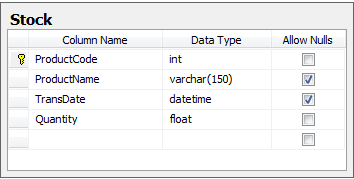 Stock
Column Name Data Type Allow Nulls
ProductCode int
ProductName varchar(150)
TransDate datetime
Quantity float